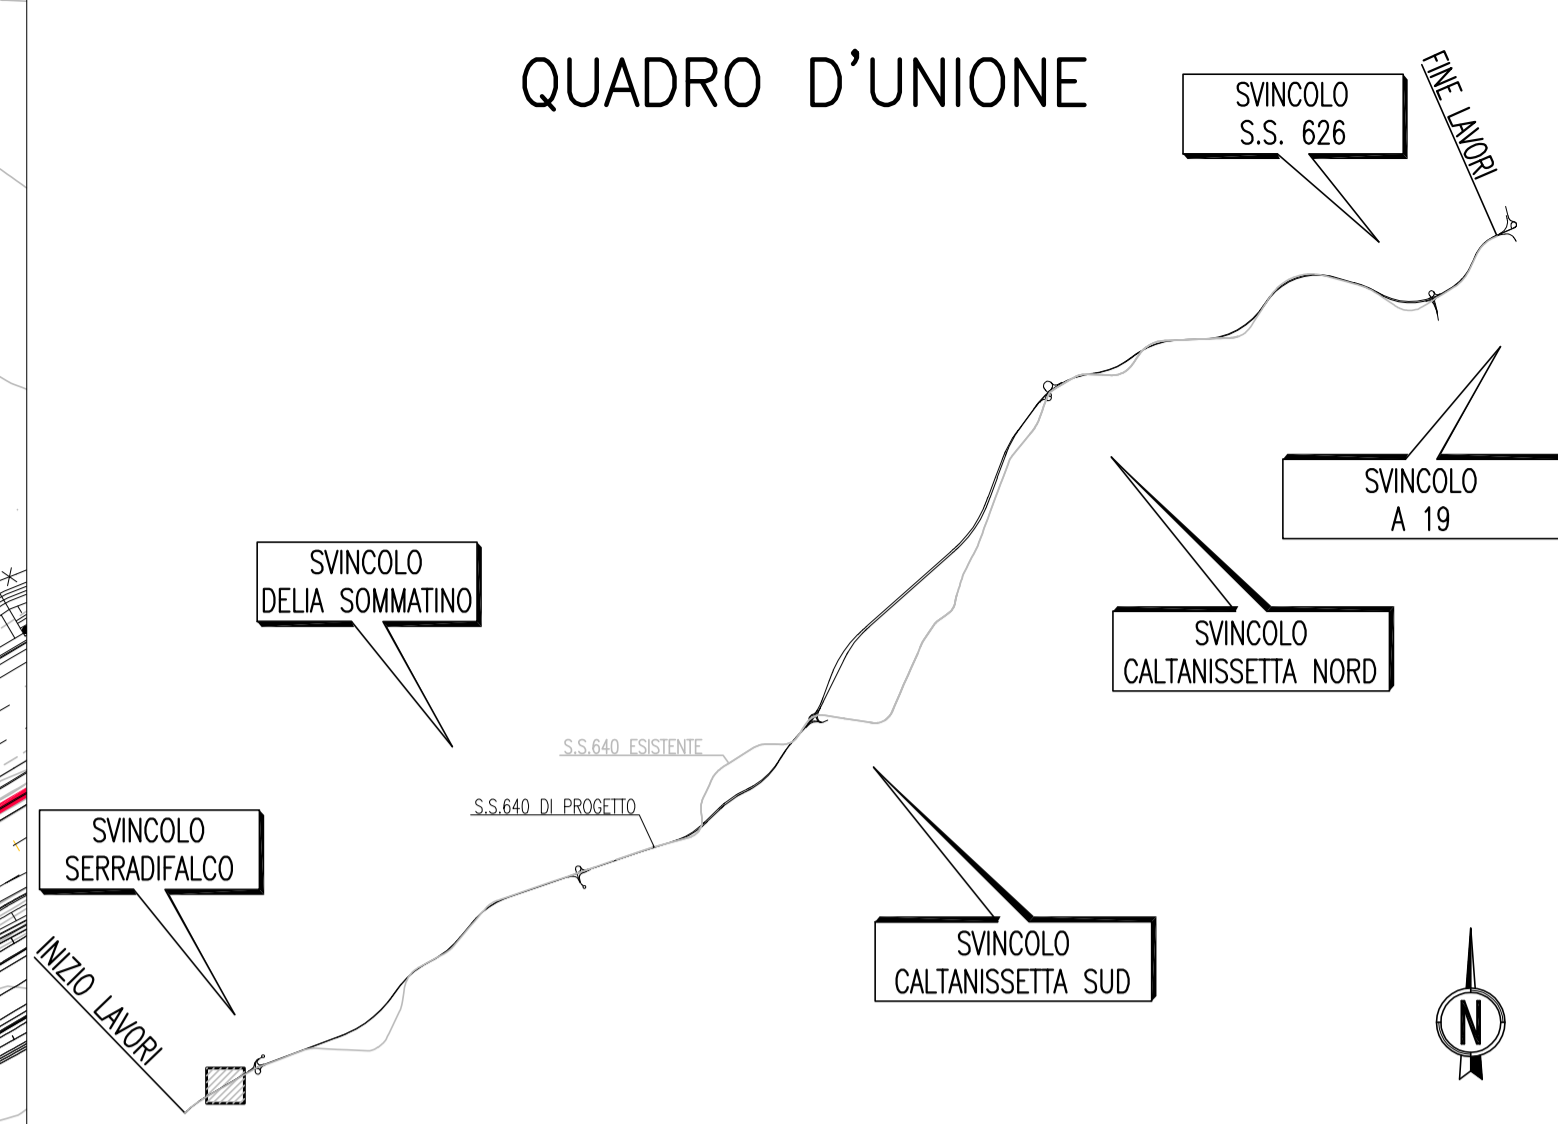 QUADRO D'UNIONE
SVINCOLO
S.S. 626
FINE LAVORI
SVINCOLO
A 19
SVINCOLO
DELIA SOMMATINO
SVINCOLO
CALTANISSETTA NORD
S.S.640 ESISTENTE
S.S.640 DI PROGETTO
SVINCOLO
SERRADIFALCO
SVINCOLO
CALTANISSETTA SUD
INIZIO LAVORI
N